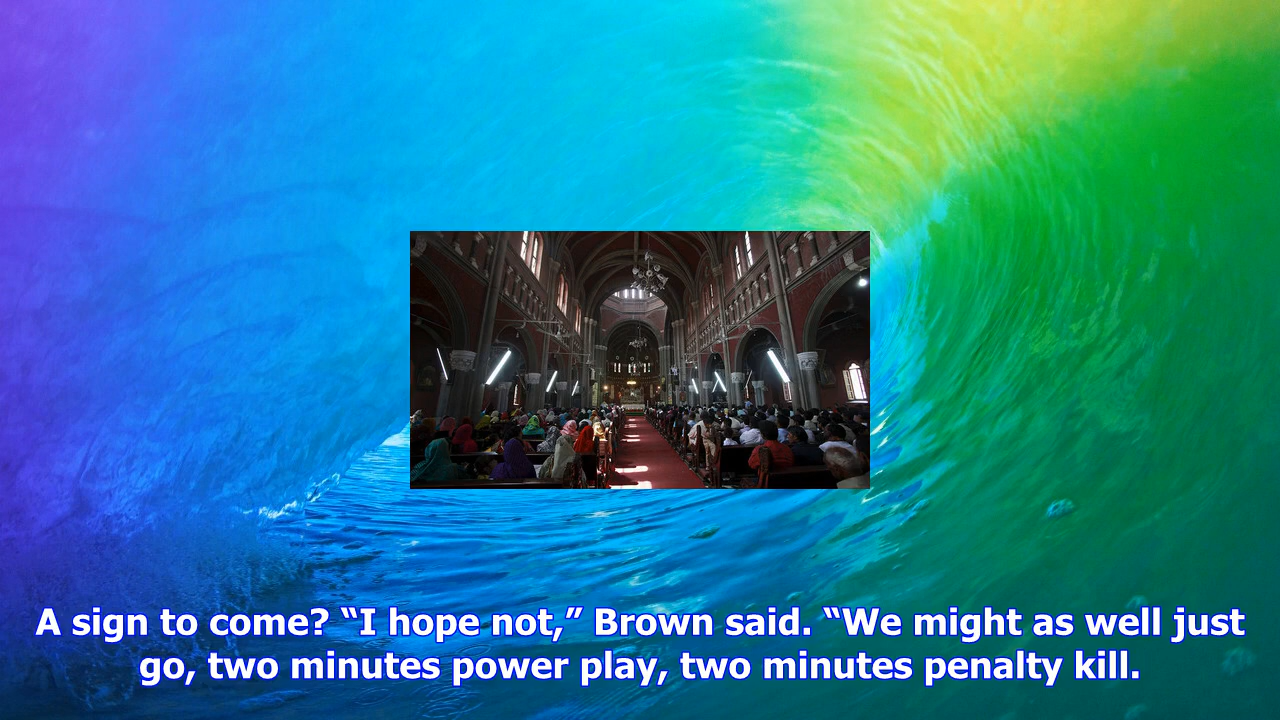 A sign to come? “I hope not,” Brown said. “We might as well just
go, two minutes power play, two minutes penalty kill.